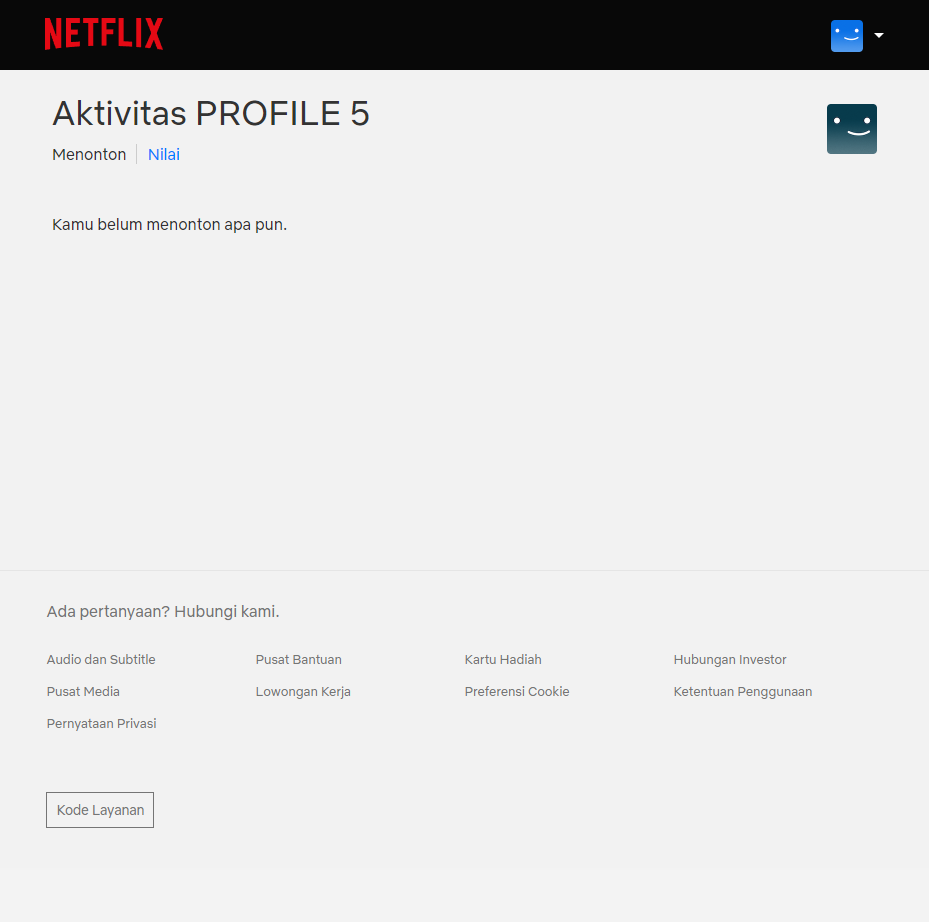 NETFLIX
Aktivitas PROFILE 5
Menonton
Nilai
Kamu belum menonton apa pun.
Ada pertanyaan? Hubungi kami.
Audio dan Subtitle
Pusat Bantuan
Kartu Hadiah
Hubungan Investor
Pusat Media
Lowongan Kerja
Preferensi Cookie
Ketentuan Penggunaan
Pernyataan Privasi
Kode Layanan